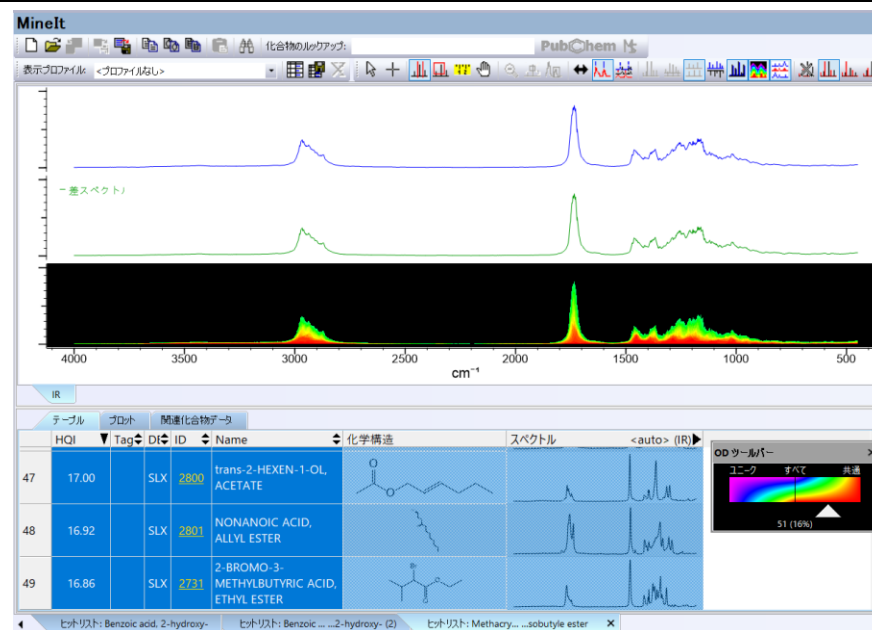 MineIt
化合物のルックアップ:
PubChem
表示プロファイル: <プロファイルなし>
差スペクトル
4000 3500 3000 2500 2000 1500 1000 500
cm⁻¹
IR
テーブル プロット 関連化合物データ
HQI Tag ID Name 化学構造 スペクトル <auto> (IR)
47 17.00 SLX 2800 trans-2-HEXEN-1-OL, ACETATE
O
O
48 16.92 SLX 2801 NONANOIC ACID, ALLYL ESTER
49 16.86 SLX 2731 2-BROMO-3-METHYLBUTYRIC ACID, ETHYL ESTER
Br
O
O
OD ツールバー ×
ユニーク すべて 共通
51 (16%)
ヒットリスト: Benzoic acid, 2-hydroxy- ヒットリスト: Benzoic ... ...2-hydroxy- (2) ヒットリスト: Methacry... ...sobutyle ester ×